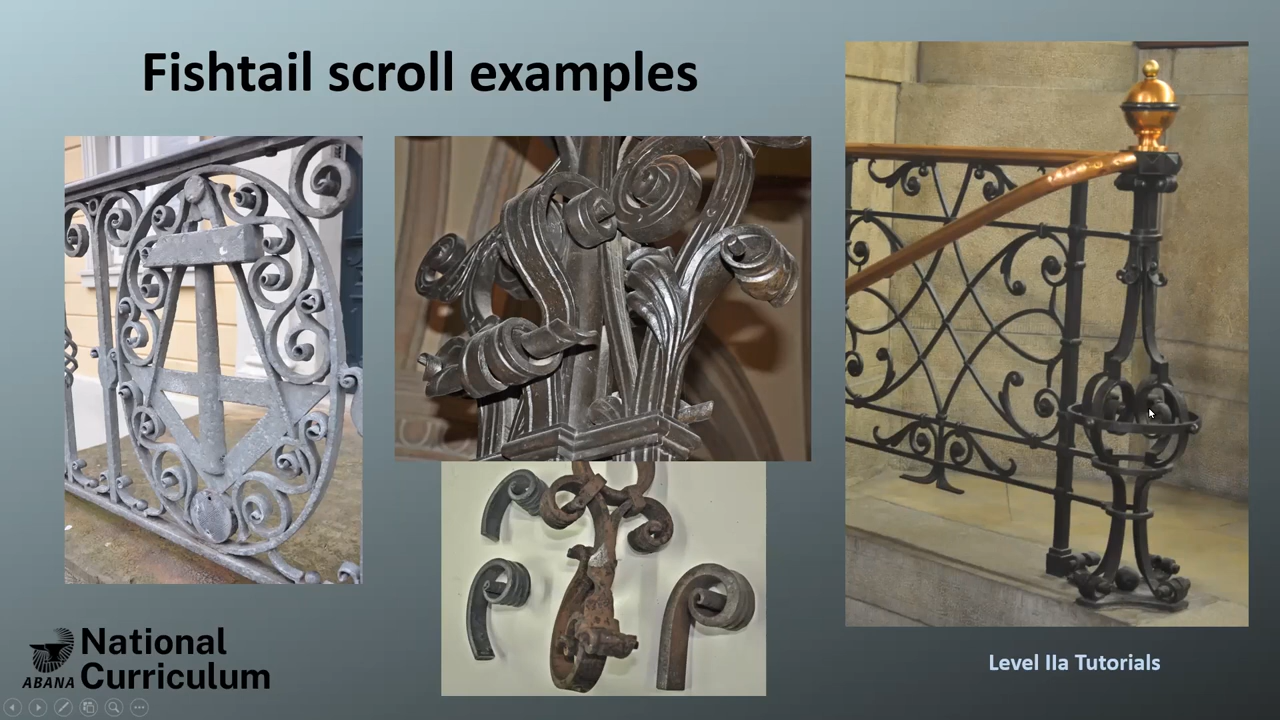 Fishtail scroll examples
ABANA
National
Curriculum
Level IIa Tutorials